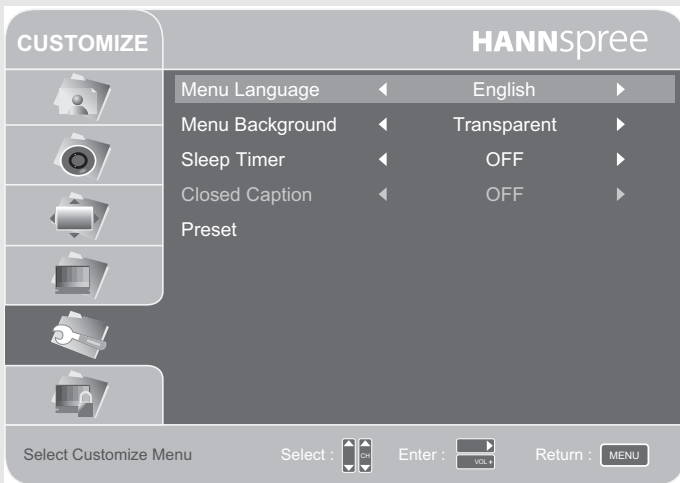 CUSTOMIZE
HANNspree
Menu Language English
Menu Background Transparent
Sleep Timer OFF
Closed Caption OFF
Preset
Select Customize Menu Select : CH Enter : VOL+ Return : MENU